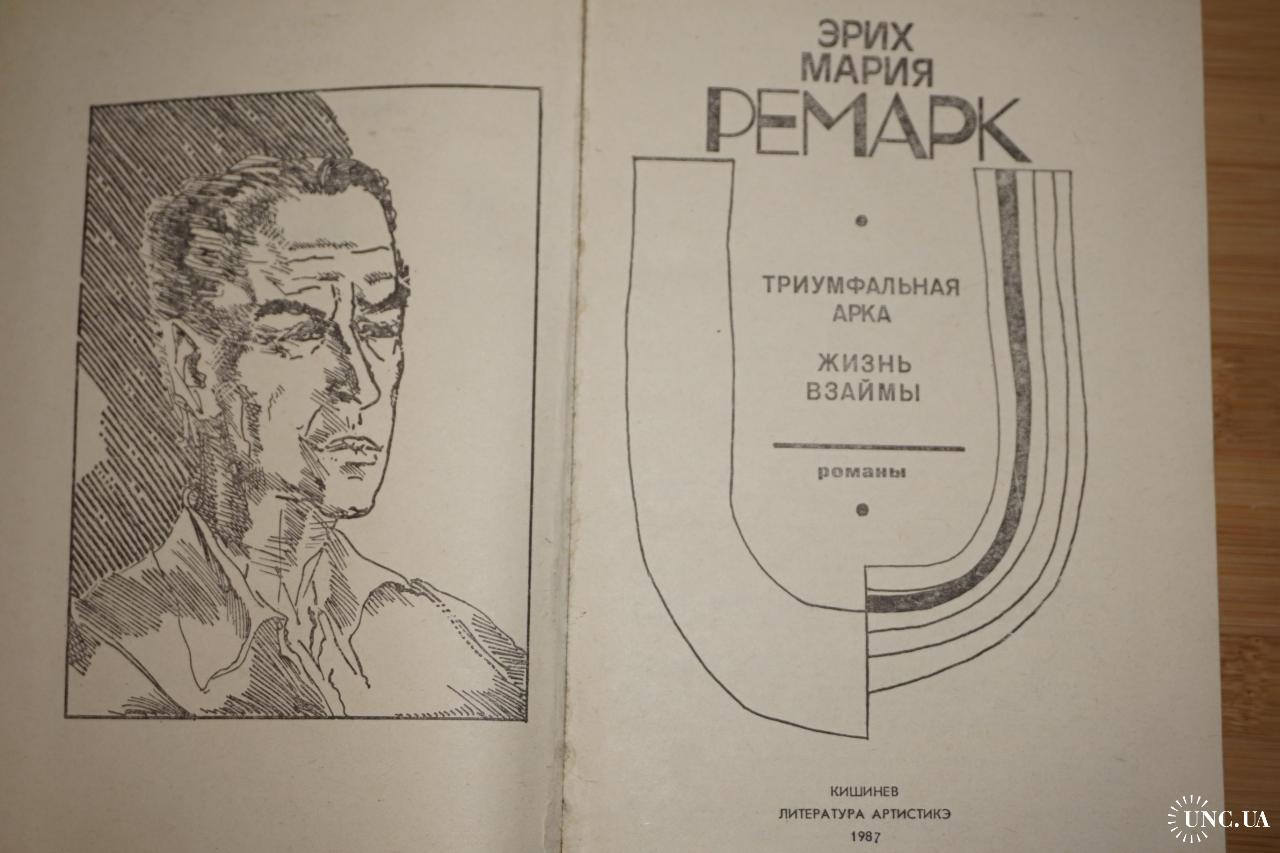 ЭРИХ
МАРИЯ
РЕМАРК
ТРИУМФАЛЬНАЯ
АРКА
ЖИЗНЬ
ВЗАЙМЫ
романы
КИШИНЕВ
ЛИТЕРАТУРА АРТИСТИКЭ
1987
UNC.UA